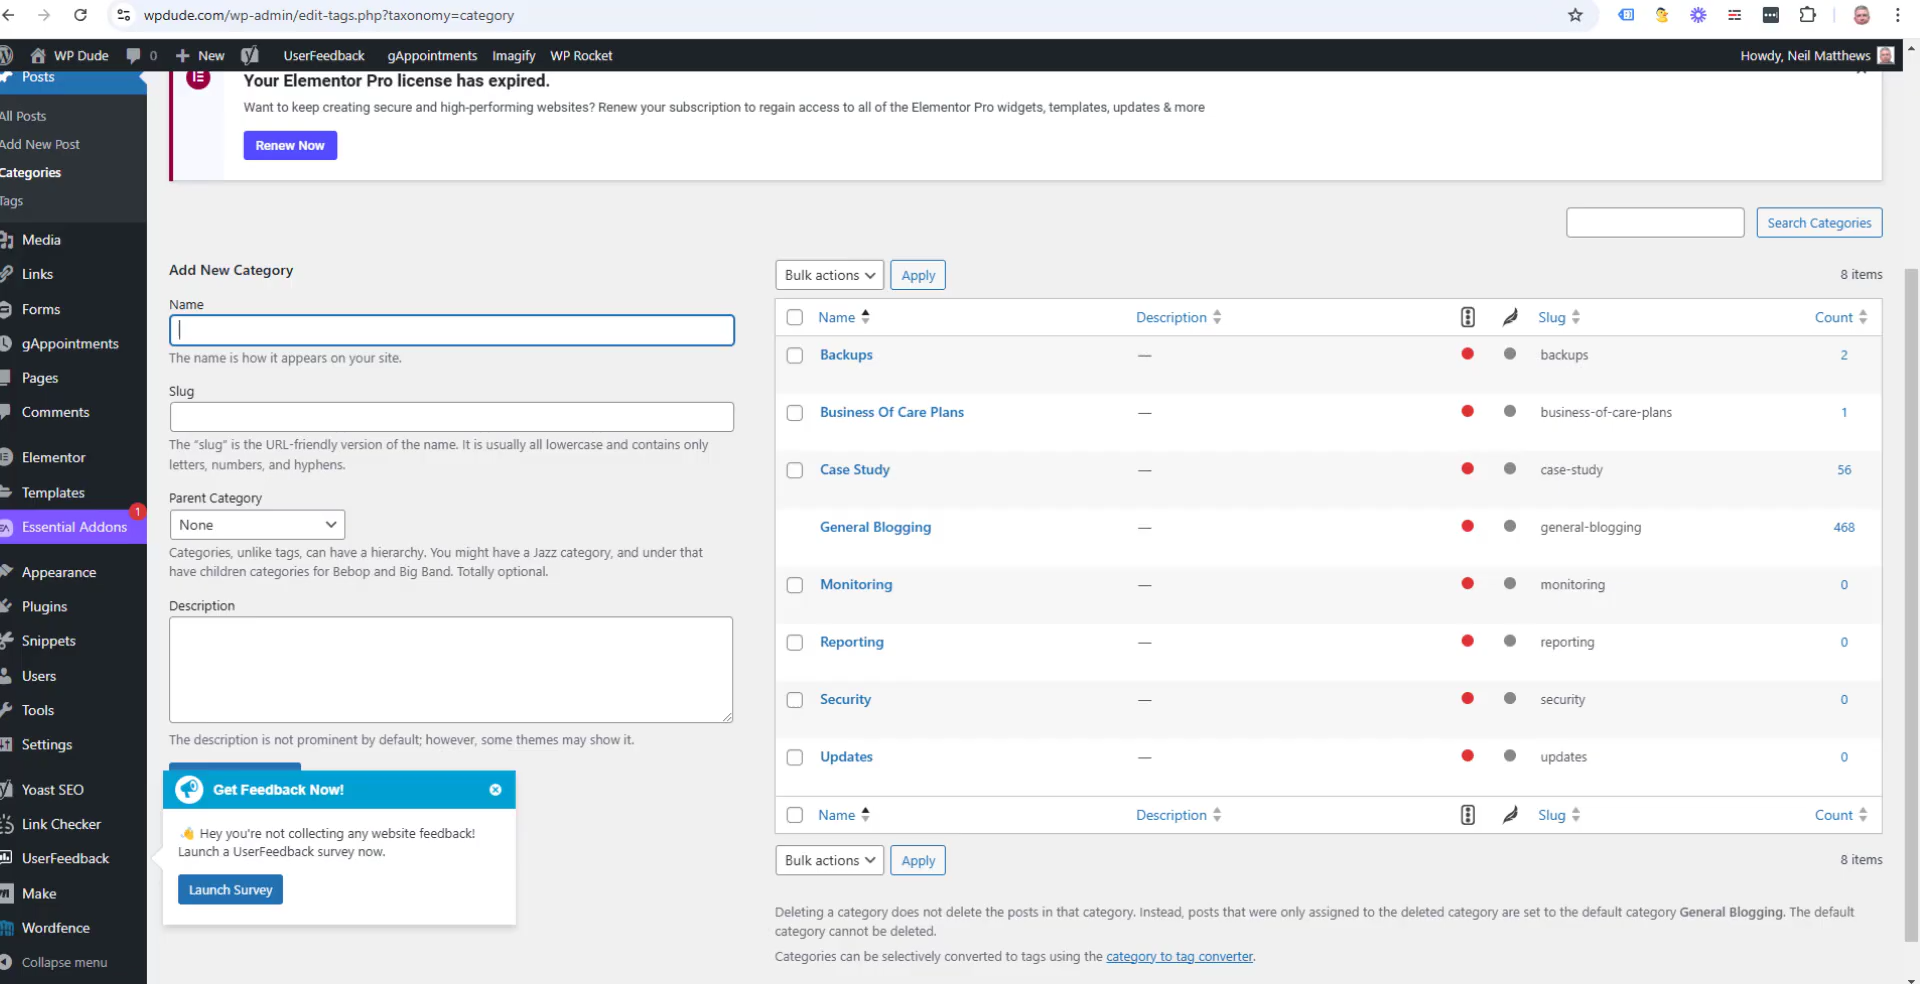 wpdude.com/wp-admin/edit-tags.php?taxonomy=category
WP Dude 0 New UserFeedback gAppointments Imagify WP Rocket Howdy, Neil Matthews
Posts
All Posts
Add New Post
Categories
Tags
Media
Links
Forms
gAppointments
Pages
Comments
Elementor
Templates
Essential Addons 1
Appearance
Plugins
Snippets
Users
Tools
Settings
Yoast SEO
Link Checker
UserFeedback
Make
Wordfence
Collapse menu
Your Elementor Pro license has expired.
Want to keep creating secure and high-performing websites? Renew your subscription to regain access to all of the Elementor Pro widgets, templates, updates & more
Renew Now
Search Categories
Add New Category
Name
The name is how it appears on your site.
Slug
The “slug” is the URL-friendly version of the name. It is usually all lowercase and contains only
letters, numbers, and hyphens.
Parent Category
None
Categories, unlike tags, can have a hierarchy. You might have a Jazz category, and under that
have children categories for Bebop and Big Band. Totally optional.
Description
The description is not prominent by default; however, some themes may show it.
Get Feedback Now!
Hey you're not collecting any website feedback!
Launch a UserFeedback survey now.
Launch Survey
Bulk actions Apply 8 items
Name Description Slug Count
Backups — backups 2
Business Of Care Plans — business-of-care-plans 1
Case Study — case-study 56
General Blogging — general-blogging 468
Monitoring — monitoring 0
Reporting — reporting 0
Security — security 0
Updates — updates 0
Name Description Slug Count
Bulk actions Apply 8 items
Deleting a category does not delete the posts in that category. Instead, posts that were only assigned to the deleted category are set to the default category General Blogging. The default
category cannot be deleted.
Categories can be selectively converted to tags using the category to tag converter.